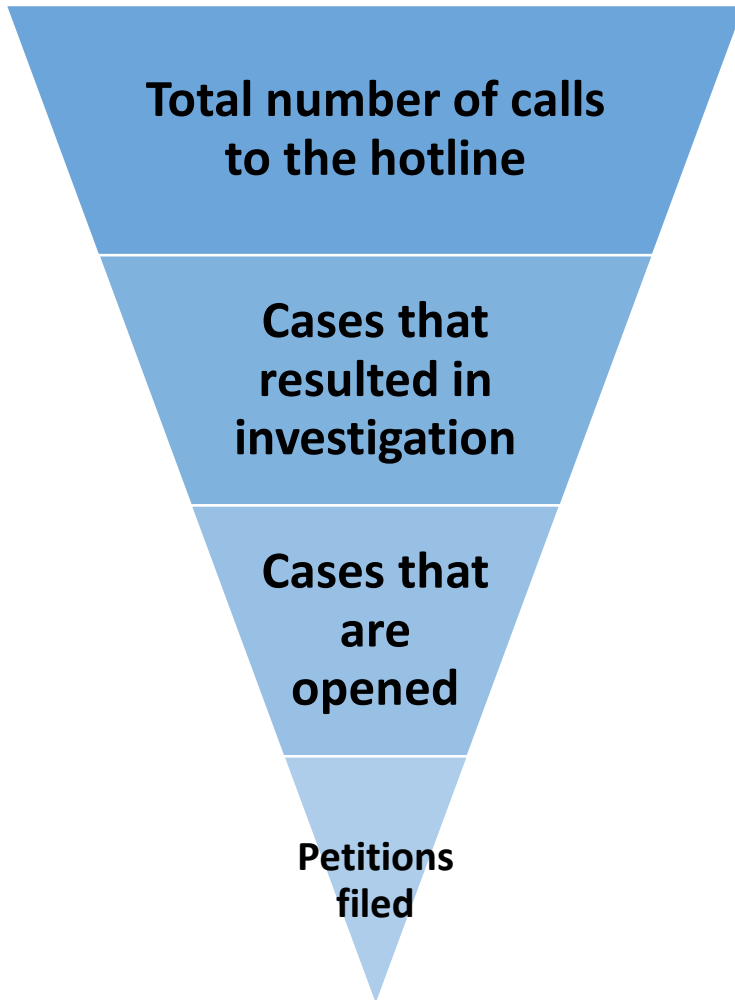 Total number of calls
to the hotline
Cases that
resulted in
investigation
Cases that
are
opened
Petitions
filed